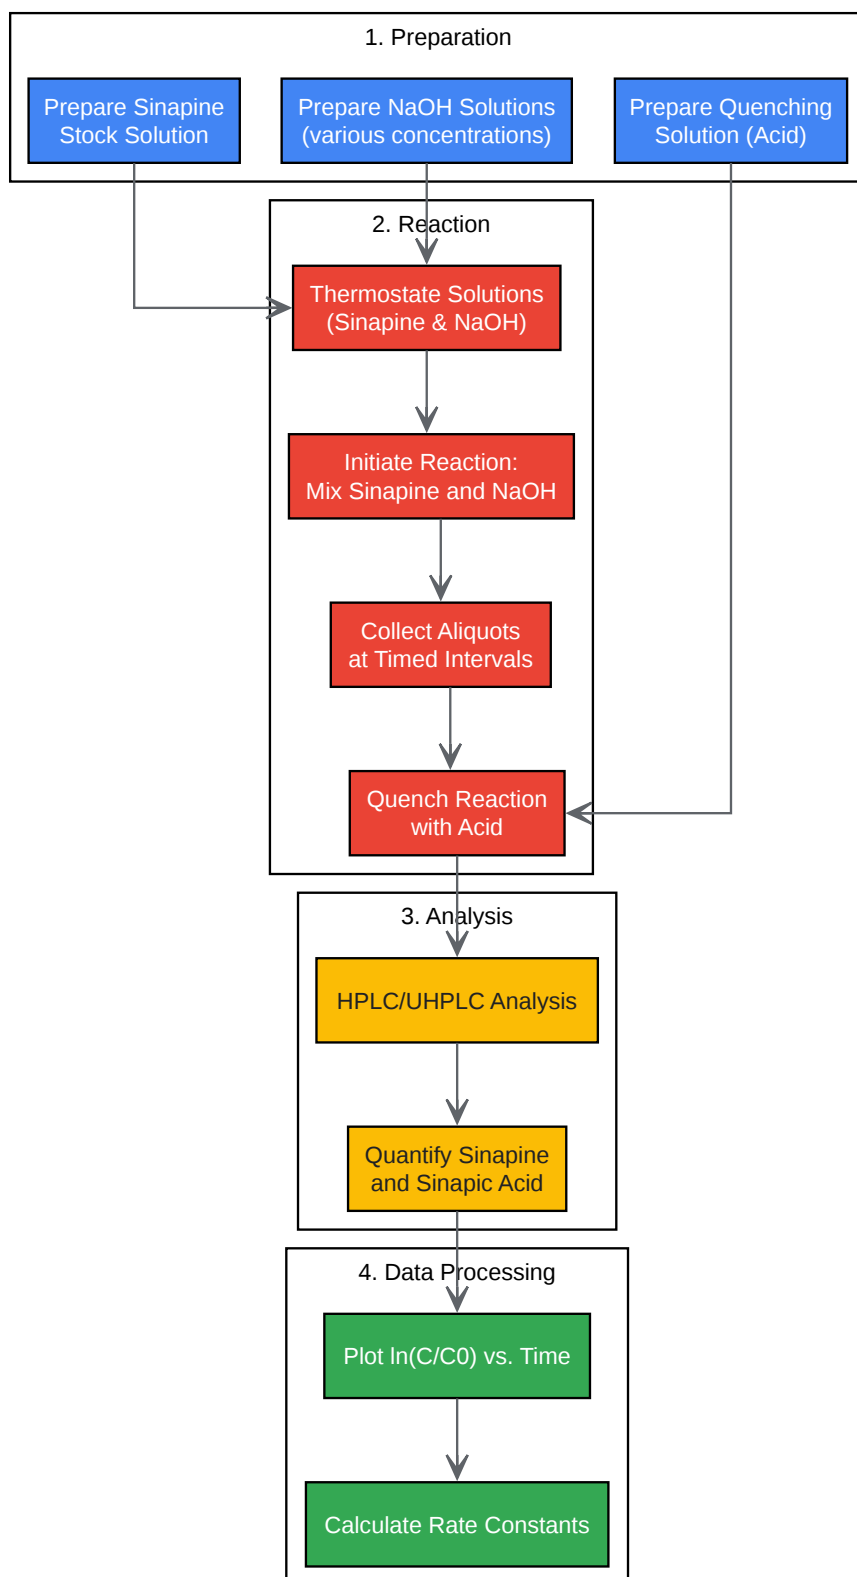 1. Preparation
Prepare Sinapine
Stock Solution
Prepare NaOH Solutions
(various concentrations)
Prepare Quenching
Solution (Acid)
2. Reaction
Thermostate Solutions
(Sinapine & NaOH)
Initiate Reaction:
Mix Sinapine and NaOH
Collect Aliquots
at Timed Intervals
Quench Reaction
with Acid
3. Analysis
HPLC/UHPLC Analysis
Quantify Sinapine
and Sinapic Acid
4. Data Processing
Plot ln(C/C0) vs. Time
Calculate Rate Constants